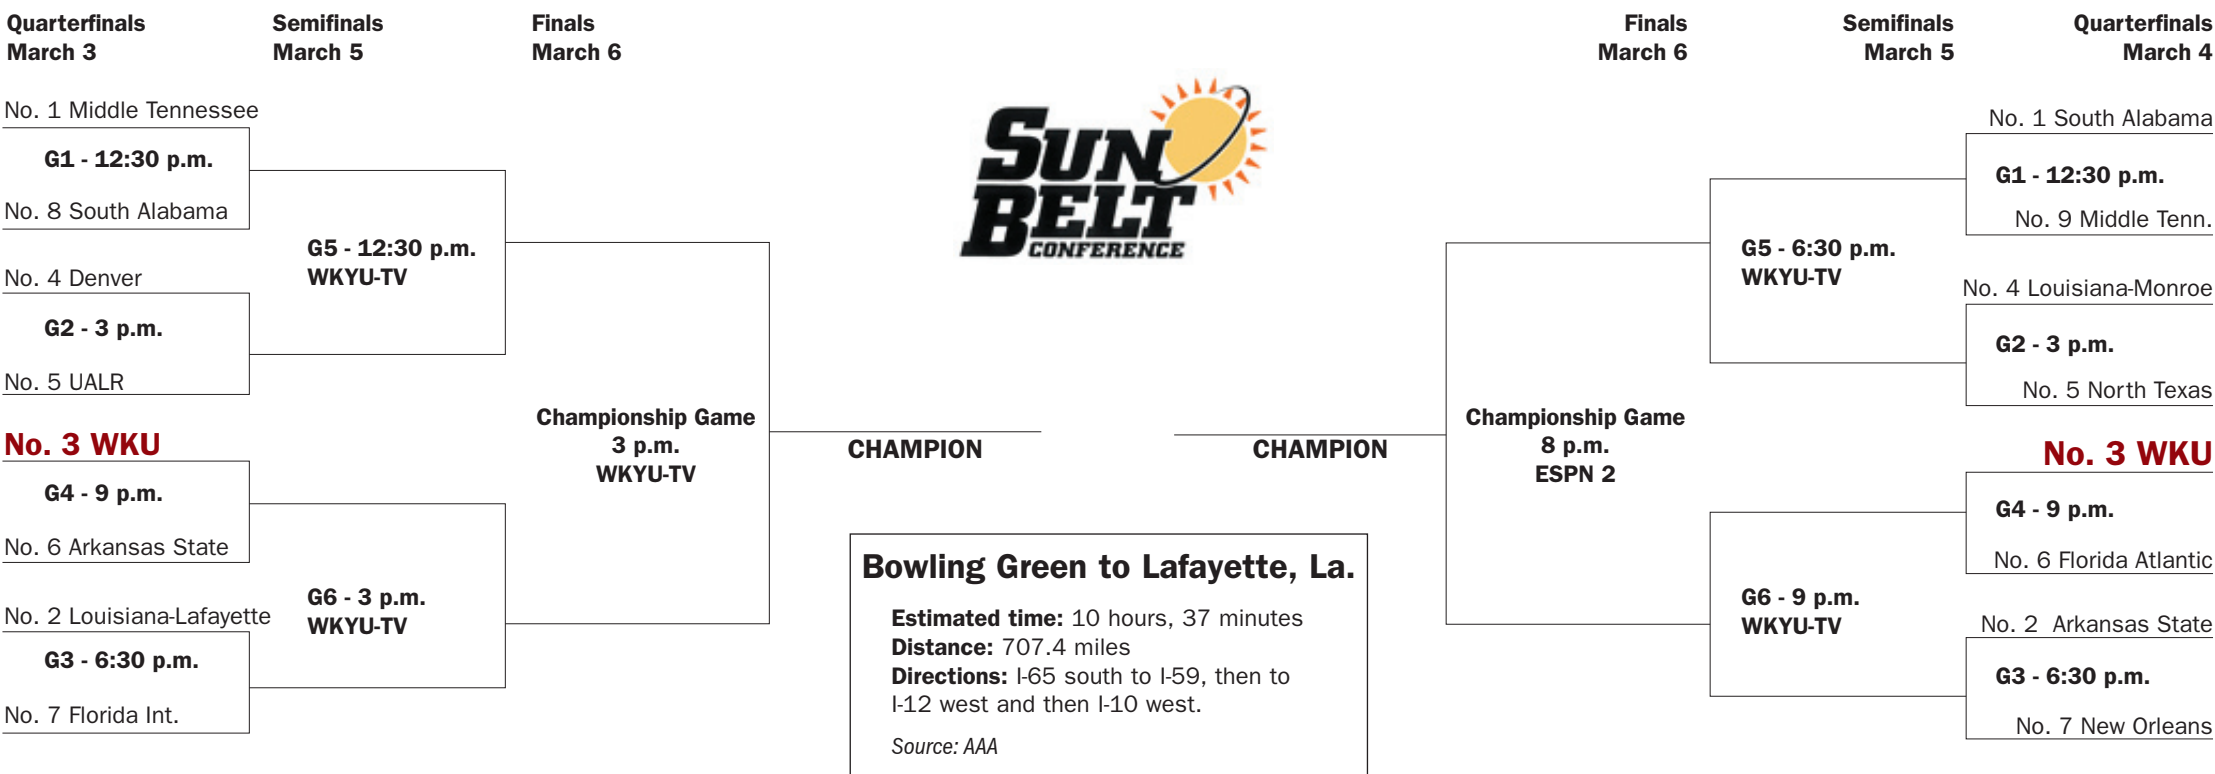 Quarterfinals
March 3
Semifinals
March 5
Finals
March 6
No. 1 Middle Tennessee
G1 - 12:30 p.m.
No. 8 South Alabama
G5 - 12:30 p.m.
WKYU-TV
No. 4 Denver
G2 - 3 p.m.
No. 5 UALR
Championship Game
3 p.m.
WKYU-TV
CHAMPION
No. 3 WKU
G4 - 9 p.m.
No. 6 Arkansas State
G6 - 3 p.m.
WKYU-TV
No. 2 Louisiana-Lafayette
G3 - 6:30 p.m.
No. 7 Florida Int.
SUN
BELT
CONFERENCE
Bowling Green to Lafayette, La.
Estimated time: 10 hours, 37 minutes
Distance: 707.4 miles
Directions: I-65 south to I-59, then to
I-12 west and then I-10 west.
Source: AAA
Finals
March 6
Semifinals
March 5
Quarterfinals
March 4
No. 1 South Alabama
G1 - 12:30 p.m.
No. 9 Middle Tenn.
G5 - 6:30 p.m.
WKYU-TV
No. 4 Louisiana-Monroe
G2 - 3 p.m.
No. 5 North Texas
CHAMPION
Championship Game
8 p.m.
ESPN 2
No. 3 WKU
G4 - 9 p.m.
No. 6 Florida Atlantic
G6 - 9 p.m.
WKYU-TV
No. 2 Arkansas State
G3 - 6:30 p.m.
No. 7 New Orleans